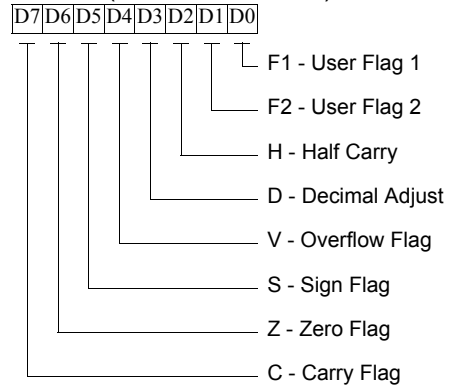 D7 D6 D5 D4 D3 D2 D1 D0
F1 - User Flag 1
F2 - User Flag 2
H - Half Carry
D - Decimal Adjust
V - Overflow Flag
S - Sign Flag
Z - Zero Flag
C - Carry Flag